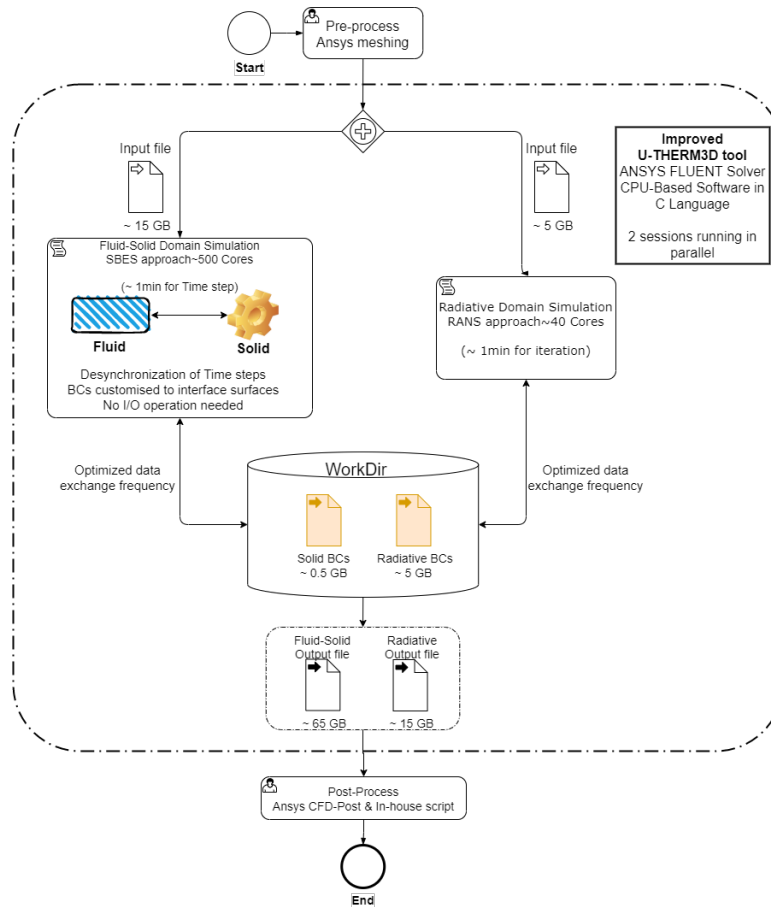 Pre-process
Ansys meshing
Start
Input file
~ 15 GB
Input file
~ 5 GB
Improved
U-THERM3D tool
ANSYS FLUENT Solver
CPU-Based Software in
C Language
2 sessions running in
parallel
Fluid-Solid Domain Simulation
SBES approach~500 Cores
(~ 1min for Time step)
Fluid
Solid
Desynchronization of Time steps
BCs customised to interface surfaces
No I/O operation needed
Radiative Domain Simulation
RANS approach~40 Cores
(~ 1min for iteration)
Optimized data
exchange frequency
WorkDir
Optimized data
exchange frequency
Solid BCs
~ 0.5 GB
Radiative BCs
~ 5 GB
Fluid-Solid
Output file
~ 65 GB
Radiative
Output file
~ 15 GB
Post-Process
Ansys CFD-Post & In-house script
End